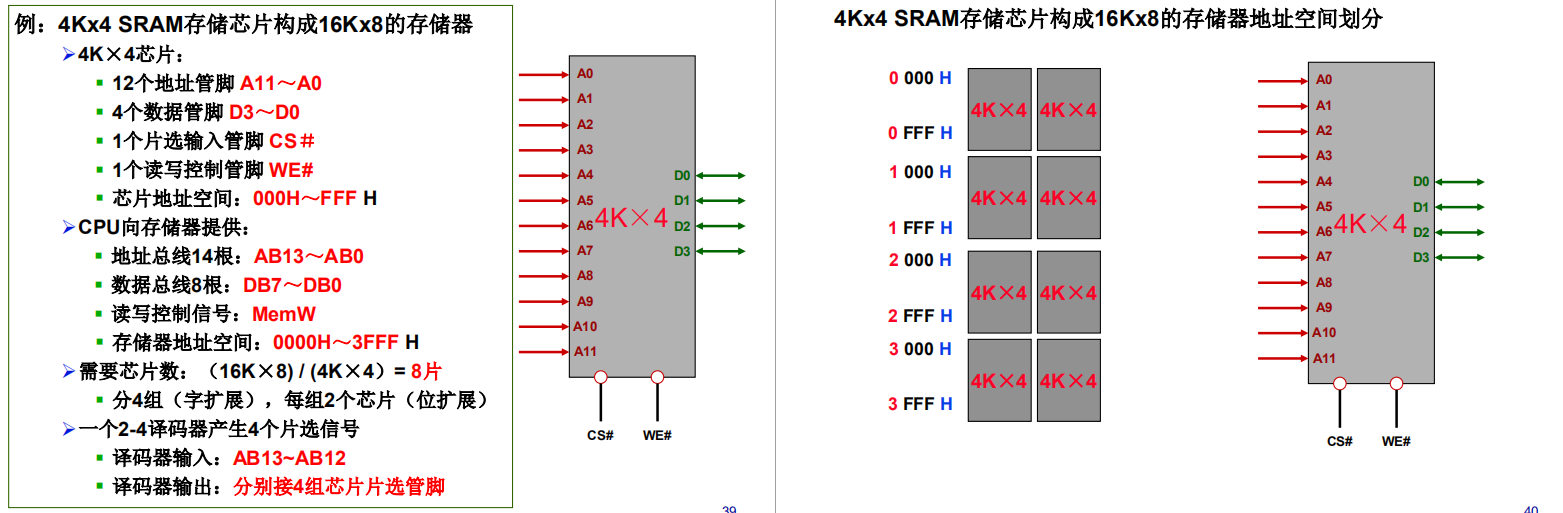 例：4Kx4 SRAM存储芯片构成16Kx8的存储器
➢4K×4芯片：
▪ 12个地址管脚 A11～A0
▪ 4个数据管脚 D3～D0
▪ 1个片选输入管脚 CS＃
▪ 1个读写控制管脚 WE#
▪ 芯片地址空间：000H～FFF H
➢CPU向存储器提供：
▪ 地址总线14根：AB13～AB0
▪ 数据总线8根：DB7～DB0
▪ 读写控制信号：MemW
▪ 存储器地址空间：0000H～3FFF H
➢需要芯片数：（16K×8) / (4K×4）= 8片
▪ 分4组（字扩展），每组2个芯片（位扩展）
➢一个2-4译码器产生4个片选信号
▪ 译码器输入：AB13~AB12
▪ 译码器输出：分别接4组芯片片选管脚
A0
A1
A2
A3
A4
A5
A6
A7
A8
A9
A10
A11
4K×4
D0
D1
D2
D3
CS#
WE#
39
4Kx4 SRAM存储芯片构成16Kx8的存储器地址空间划分
0 000 H
4K×4 4K×4
0 FFF H
1 000 H
4K×4 4K×4
1 FFF H
2 000 H
4K×4 4K×4
2 FFF H
3 000 H
4K×4 4K×4
3 FFF H
A0
A1
A2
A3
A4
A5
A6
A7
A8
A9
A10
A11
4K×4
D0
D1
D2
D3
CS#
WE#
40